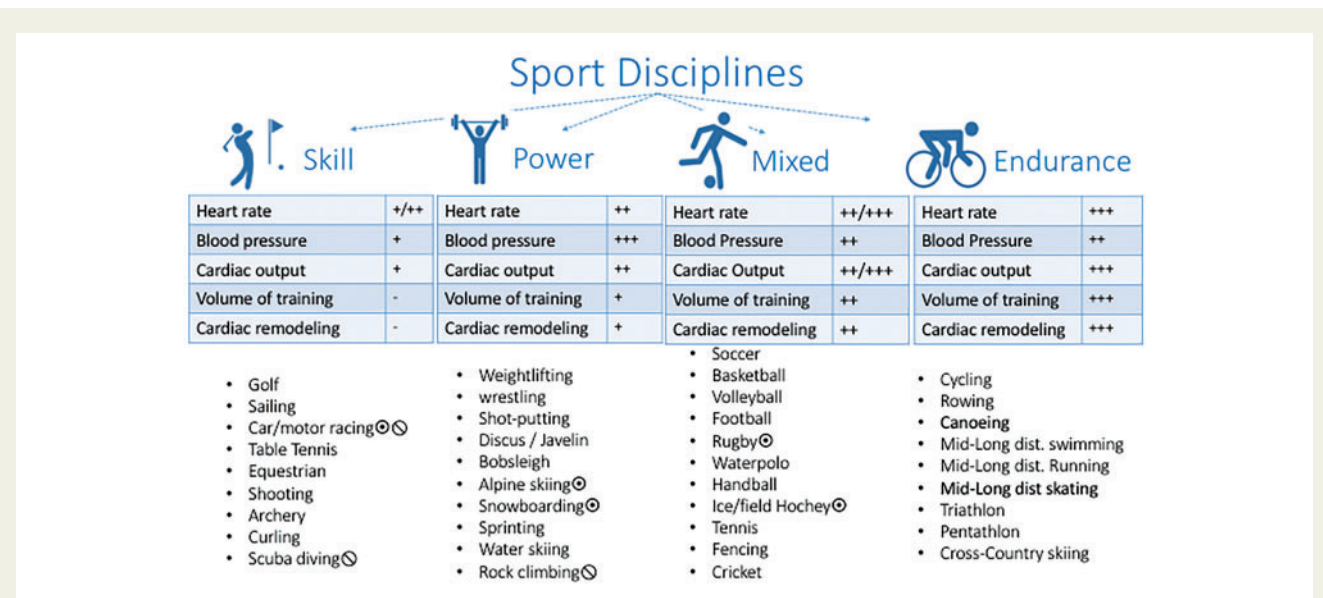 Sport Disciplines
Skill
Heart rate +/++
Blood pressure +
Cardiac output +
Volume of training -
Cardiac remodeling -
• Golf
• Sailing
• Car/motor racing⊙🛇
• Table Tennis
• Equestrian
• Shooting
• Archery
• Curling
• Scuba diving🛇
Power
Heart rate ++
Blood pressure +++
Cardiac output ++
Volume of training +
Cardiac remodeling +
• Weightlifting
• wrestling
• Shot-putting
• Discus / Javelin
• Bobsleigh
• Alpine skiing⊙
• Snowboarding⊙
• Sprinting
• Water skiing
• Rock climbing🛇
Mixed
Heart rate ++/+++
Blood Pressure ++
Cardiac Output ++/+++
Volume of training ++
Cardiac remodeling ++
• Soccer
• Basketball
• Volleyball
• Football
• Rugby⊙
• Waterpolo
• Handball
• Ice/field Hochey⊙
• Tennis
• Fencing
• Cricket
Endurance
Heart rate +++
Blood Pressure ++
Cardiac output +++
Volume of training +++
Cardiac remodeling +++
• Cycling
• Rowing
• Canoeing
• Mid-Long dist. swimming
• Mid-Long dist. Running
• Mid-Long dist skating
• Triathlon
• Pentathlon
• Cross-Country skiing